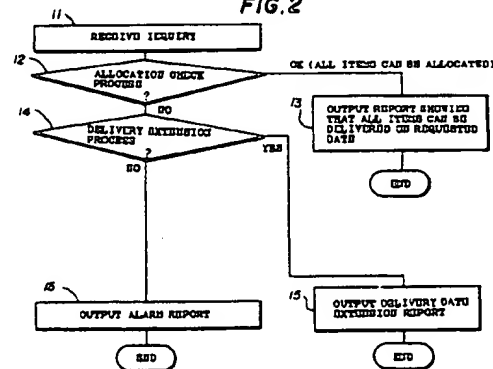 FIG.2
11
RECEIVE INQUIRY
12
ALLOCATION CHECK
PROCESS
?
OK (ALL ITEMS CAN BE ALLOCATED)
NO
13
OUTPUT REPORT SHOWING
THAT ALL ITEMS CAN BE
DELIVERED ON REQUESTED
DATE
END
14
DELIVERY EXTENSION
PROCESS
?
YES
NO
16
OUTPUT ALARM REPORT
END
15
OUTPUT DELIVERY DATE
EXTENSION REPORT
END